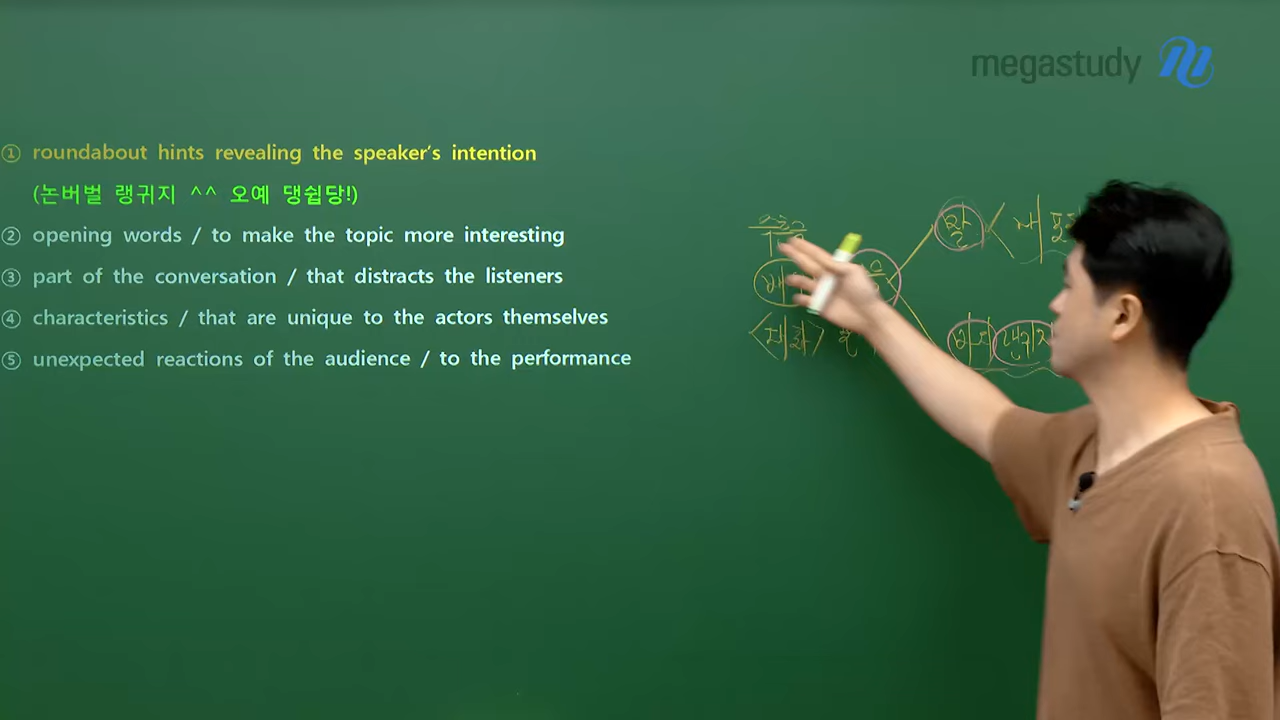 megastudy
① roundabout hints revealing the speaker's intention
(논버벌 랭귀지 ^^ 오예 댕쉽당!)
② opening words / to make the topic more interesting
③ part of the conversation / that distracts the listeners
④ characteristics / that are unique to the actors themselves
⑤ unexpected reactions of the audience / to the performance